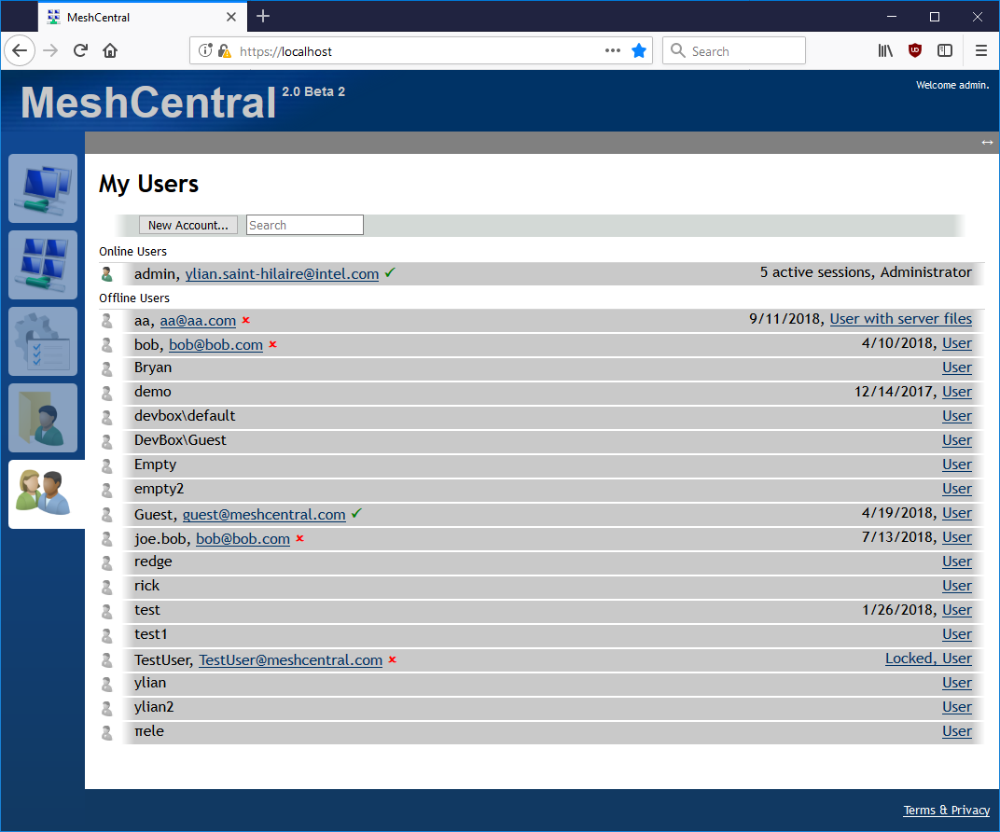 MeshCentral
https://localhost
Search
MeshCentral 2.0 Beta 2
Welcome admin.
My Users
New Account... Search
Online Users
admin, ylian.saint-hilaire@intel.com 5 active sessions, Administrator
Offline Users
aa, aa@aa.com 9/11/2018, User with server files
bob, bob@bob.com 4/10/2018, User
Bryan User
demo 12/14/2017, User
devbox\default User
DevBox\Guest User
Empty User
empty2 User
Guest, guest@meshcentral.com 4/19/2018, User
joe.bob, bob@bob.com 7/13/2018, User
redge User
rick User
test 1/26/2018, User
test1 User
TestUser, TestUser@meshcentral.com Locked, User
ylian User
ylian2 User
πele User
Terms & Privacy